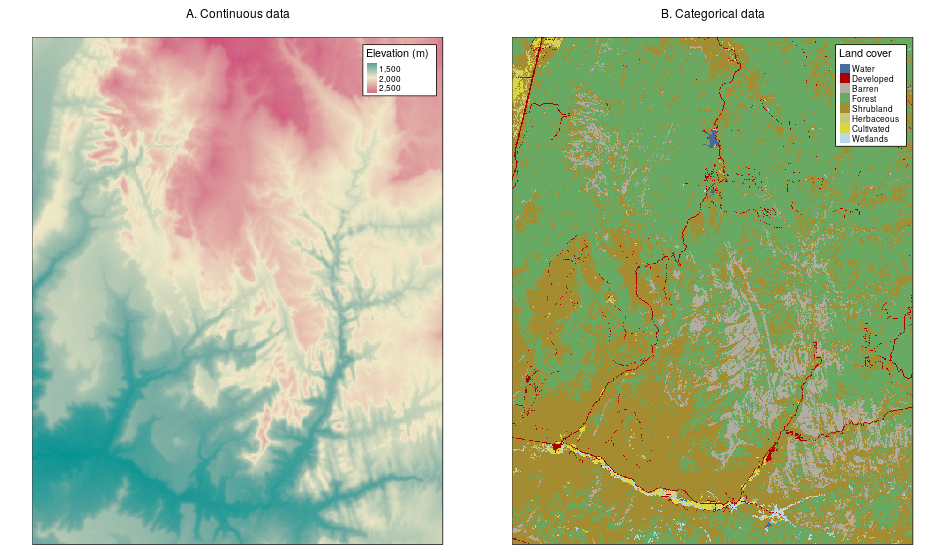 A. Continuous data
B. Categorical data
Elevation (m)
1,500
2,000
2,500
Land cover
Water
Developed
Barren
Forest
Shrubland
Herbaceous
Cultivated
Wetlands